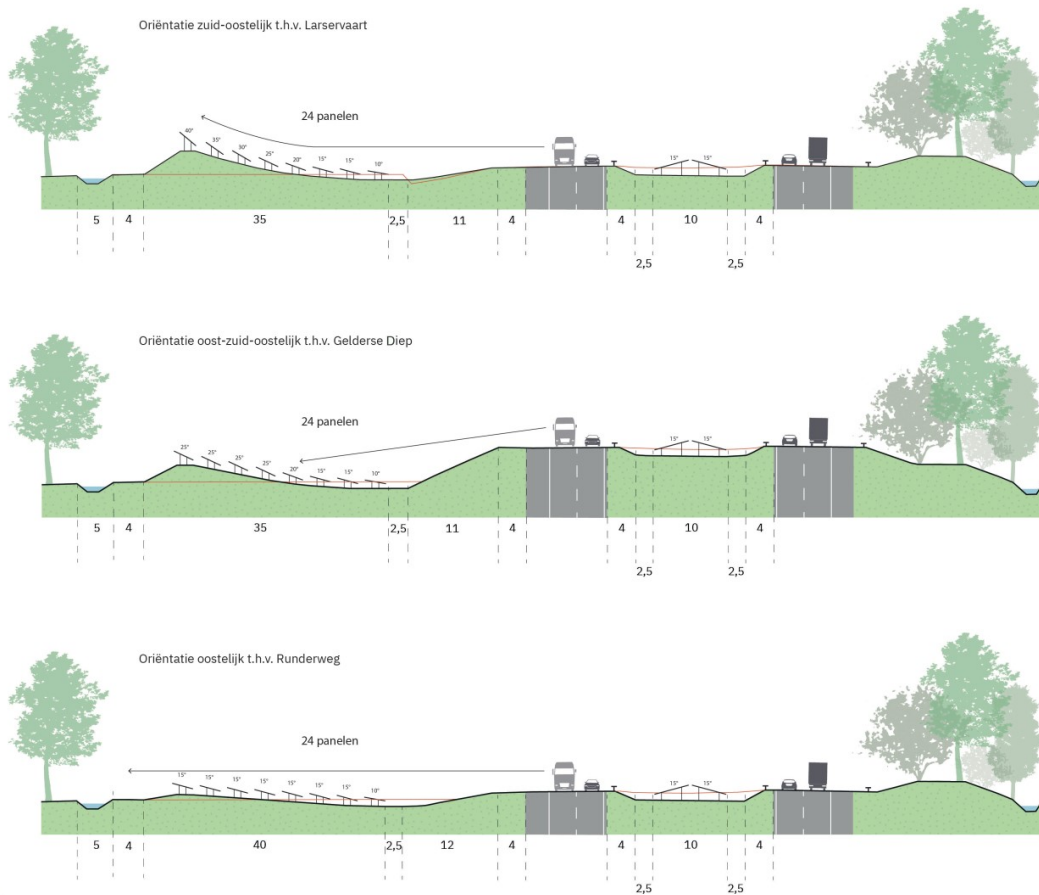 Oriëntatie zuid-oostelijk t.h.v. Larservaart
24 panelen
40° 35° 30° 25° 20° 15° 15° 10° 15° 15°
5 4 35 2,5 11 4 4 10 4
2,5 2,5
Oriëntatie oost-zuid-oostelijk t.h.v. Gelderse Diep
24 panelen
25° 25° 25° 25° 20° 15° 15° 10° 15° 15°
5 4 35 2,5 11 4 4 10 4
2,5 2,5
Oriëntatie oostelijk t.h.v. Runderweg
24 panelen
15° 15° 15° 15° 15° 15° 15° 10° 15° 15°
5 4 40 2,5 12 4 4 10 4
2,5 2,5